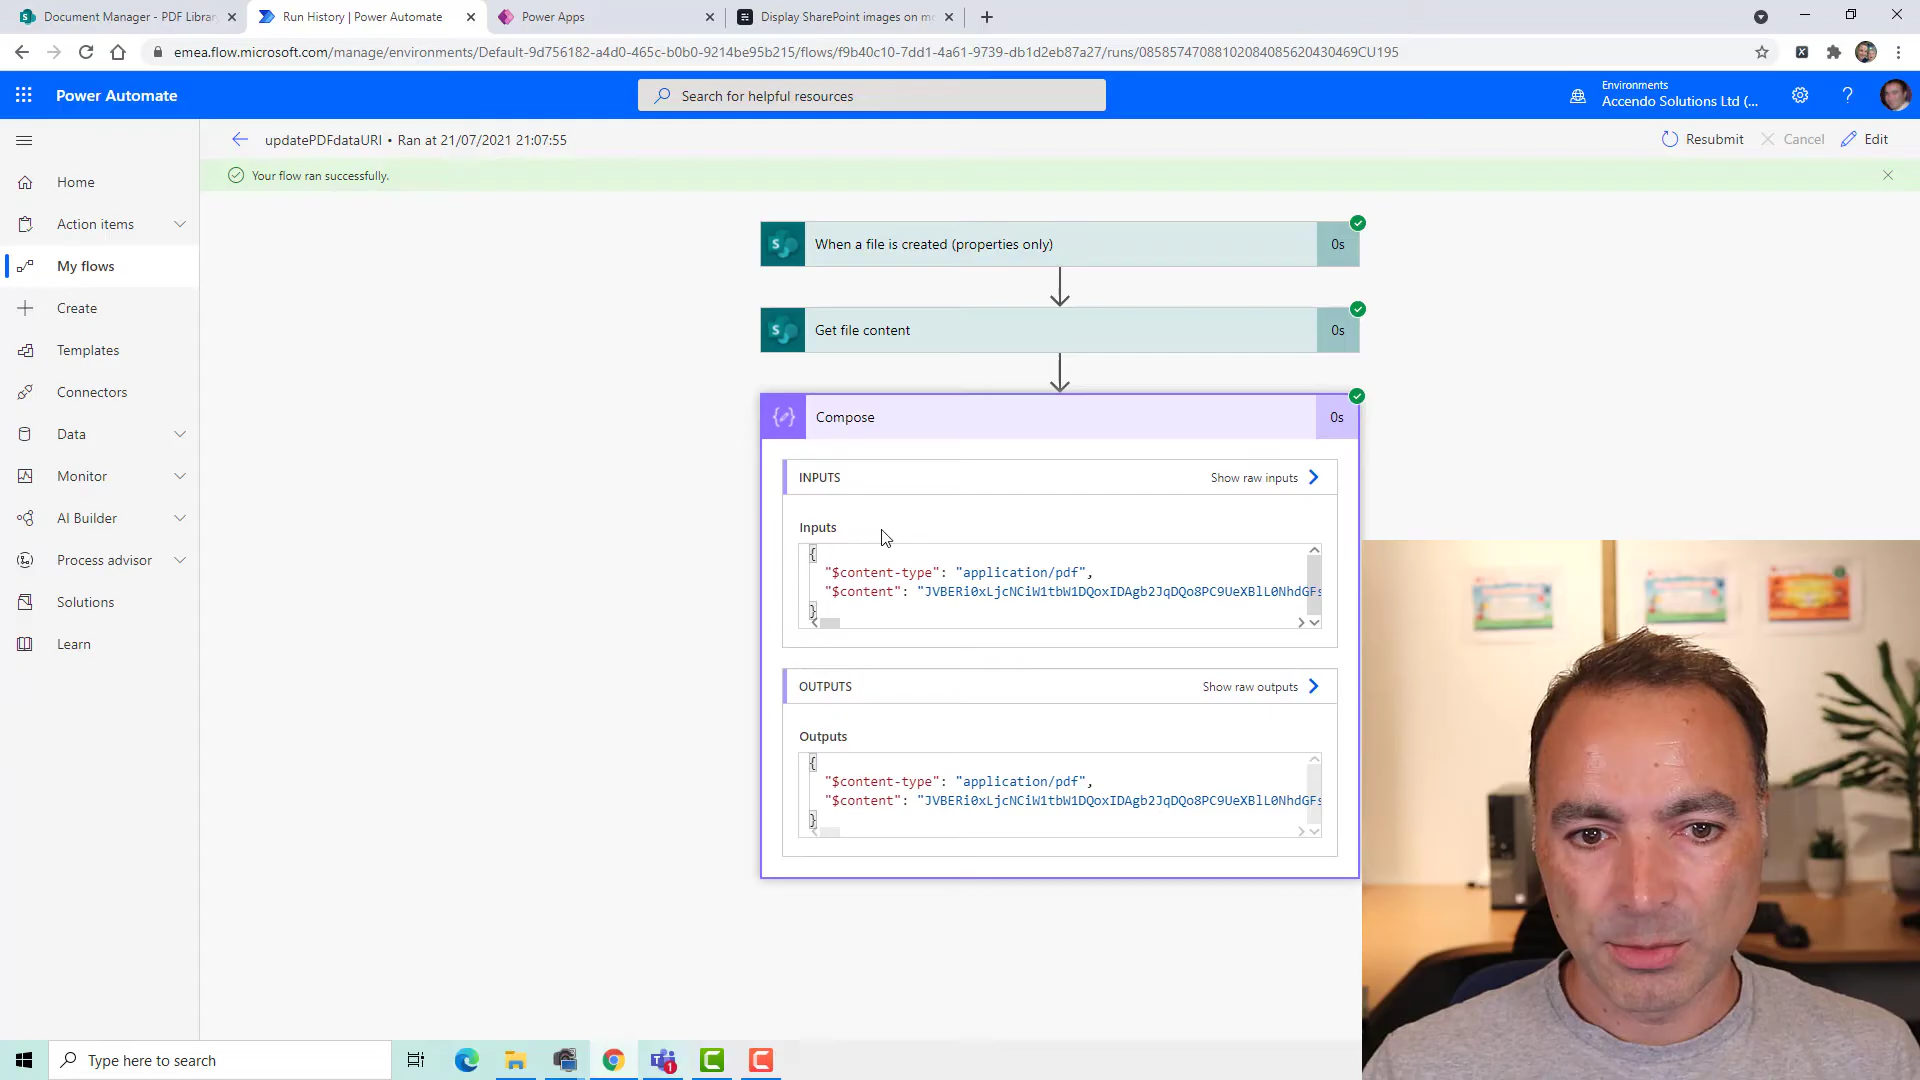 Document Manager - PDF Librar
Run History | Power Automate
Power Apps
Display SharePoint images on mo
emea.flow.microsoft.com/manage/environments/Default-9d756182-a4d0-465c-b0b0-9214be95b215/flows/f9b40c10-7dd1-4a61-9739-db1d2eb87a27/runs/08585747088102084085620430469CU195
Power Automate
Search for helpful resources
Environments
Accendo Solutions Ltd (...
updatePDFdataURI • Ran at 21/07/2021 21:07:55
Resubmit
Cancel
Edit
Your flow ran successfully.
Home
Action items
My flows
Create
Templates
Connectors
Data
Monitor
AI Builder
Process advisor
Solutions
Learn
When a file is created (properties only)
0s
Get file content
0s
Compose
0s
INPUTS
Show raw inputs
Inputs
{
"$content-type": "application/pdf",
"$content": "JVBERi0xLjcNCiW1tbW1DQoxIDAgb2JqDQo8PC9UeXBlL0NhdGFs
}
OUTPUTS
Show raw outputs
Outputs
{
"$content-type": "application/pdf",
"$content": "JVBERi0xLjcNCiW1tbW1DQoxIDAgb2JqDQo8PC9UeXBlL0NhdGFs
}
Type here to search